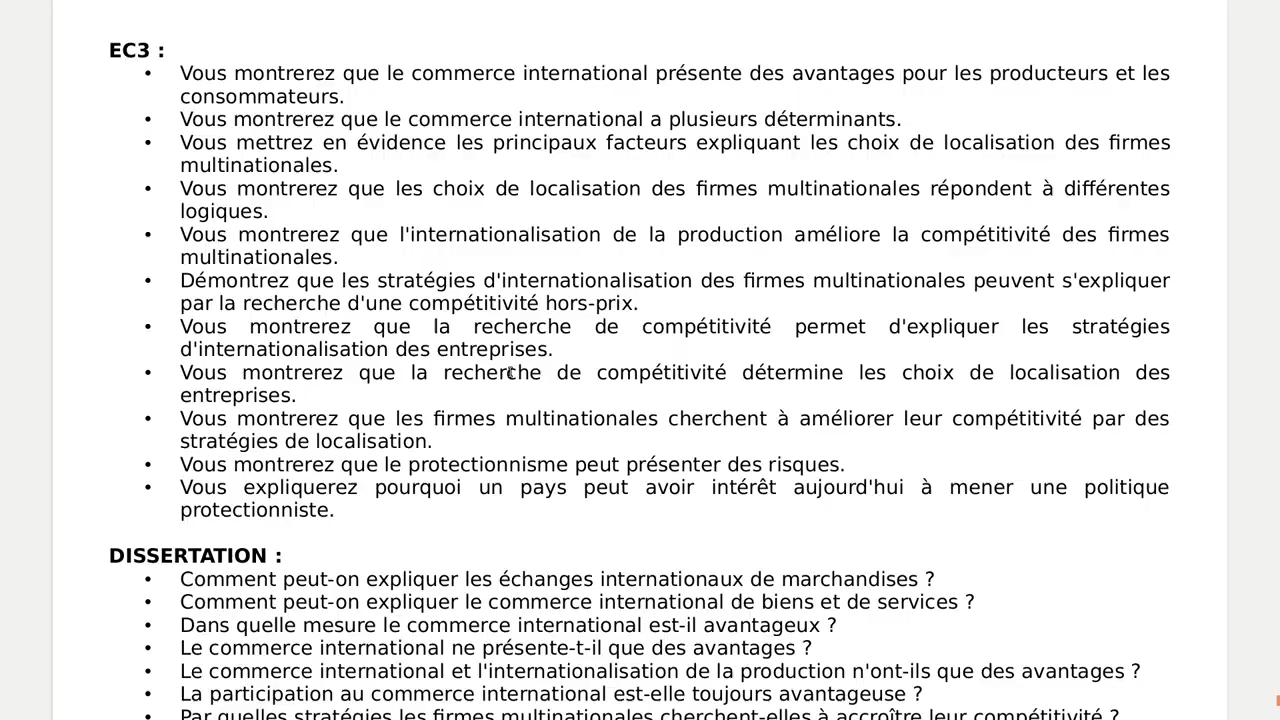 EC3 :
• Vous montrerez que le commerce international présente des avantages pour les producteurs et les
consommateurs.
• Vous montrerez que le commerce international a plusieurs déterminants.
• Vous mettrez en évidence les principaux facteurs expliquant les choix de localisation des firmes
multinationales.
• Vous montrerez que les choix de localisation des firmes multinationales répondent à différentes
logiques.
• Vous montrerez que l'internationalisation de la production améliore la compétitivité des firmes
multinationales.
• Démontrez que les stratégies d'internationalisation des firmes multinationales peuvent s'expliquer
par la recherche d'une compétitivité hors-prix.
• Vous montrerez que la recherche de compétitivité permet d'expliquer les stratégies
d'internationalisation des entreprises.
• Vous montrerez que la recherche de compétitivité détermine les choix de localisation des
entreprises.
• Vous montrerez que les firmes multinationales cherchent à améliorer leur compétitivité par des
stratégies de localisation.
• Vous montrerez que le protectionnisme peut présenter des risques.
• Vous expliquerez pourquoi un pays peut avoir intérêt aujourd'hui à mener une politique
protectionniste.
DISSERTATION :
• Comment peut-on expliquer les échanges internationaux de marchandises ?
• Comment peut-on expliquer le commerce international de biens et de services ?
• Dans quelle mesure le commerce international est-il avantageux ?
• Le commerce international ne présente-t-il que des avantages ?
• Le commerce international et l'internationalisation de la production n'ont-ils que des avantages ?
• La participation au commerce international est-elle toujours avantageuse ?
• Par quelles stratégies les firmes multinationales cherchent-elles à accroître leur compétitivité ?